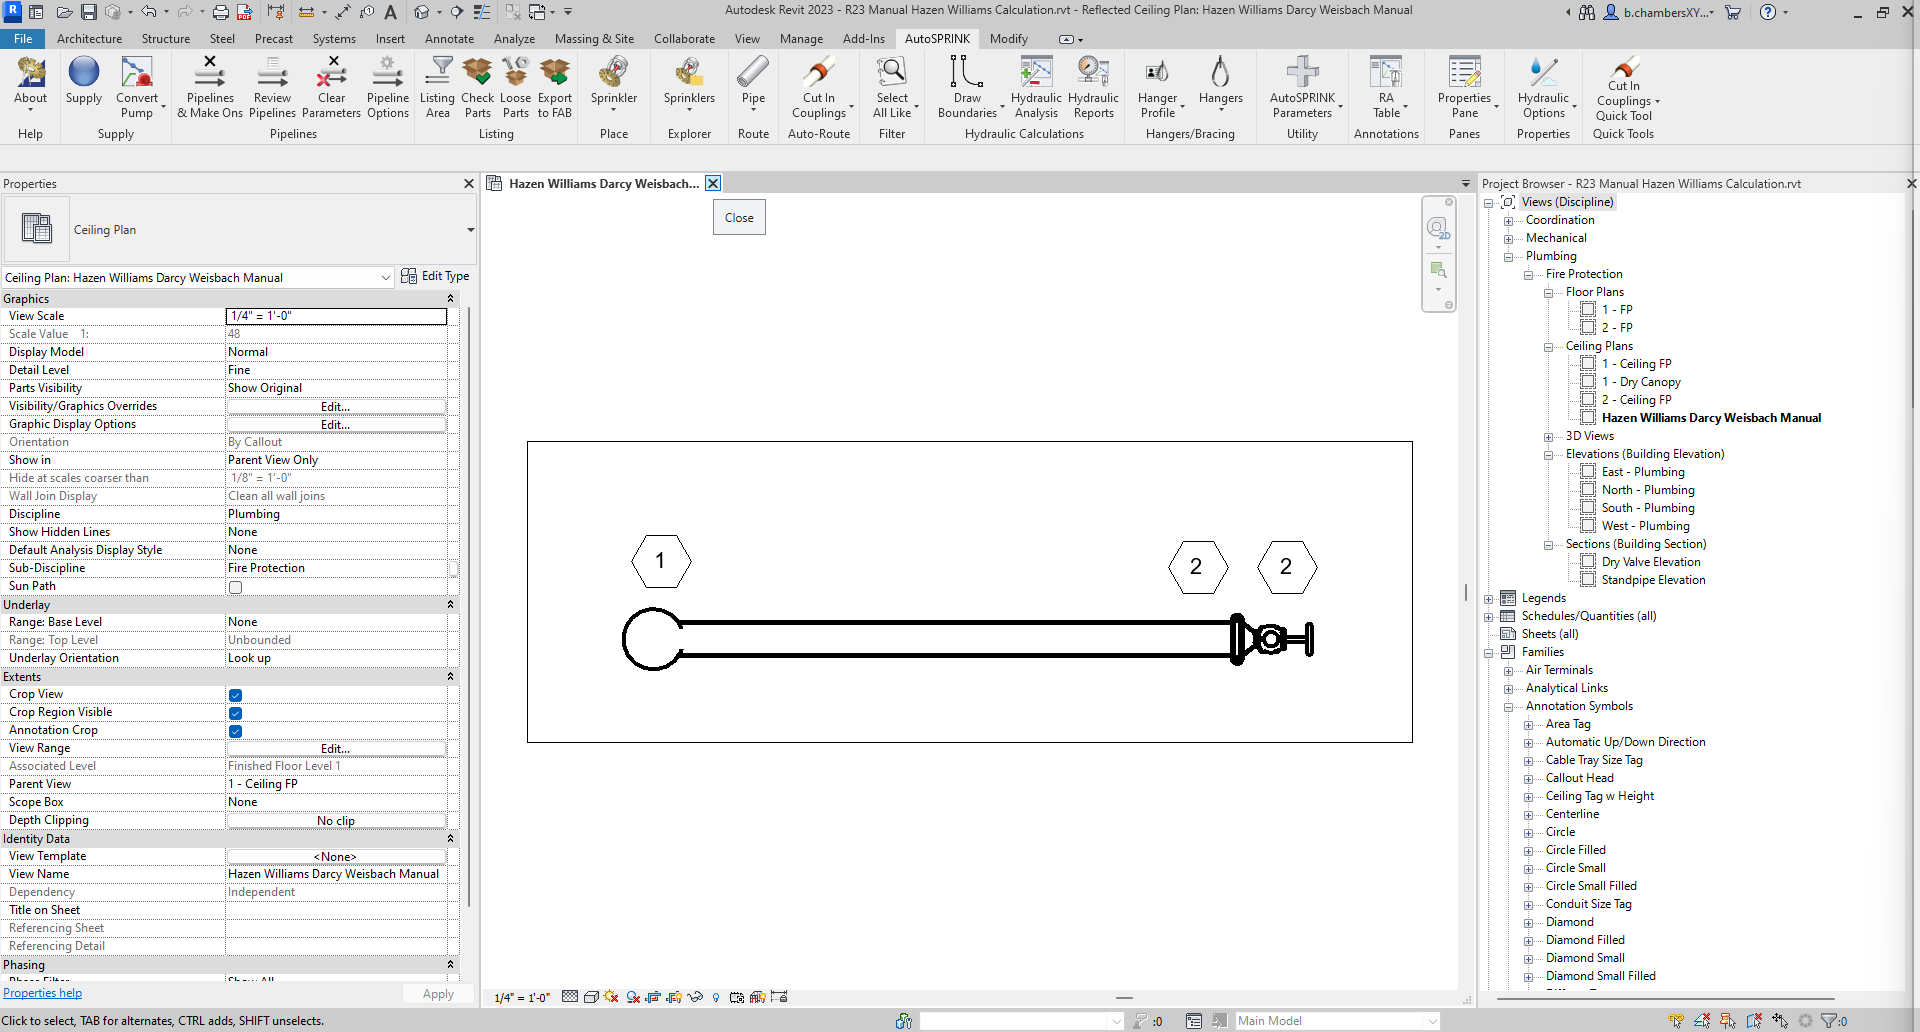 Autodesk Revit 2023 - R23 Manual Hazen Williams Calculation.rvt - Reflected Ceiling Plan: Hazen Williams Darcy Weisbach Manual
b.chambersXY...
File Architecture Structure Steel Precast Systems Insert Annotate Analyze Massing & Site Collaborate View Manage Add-Ins AutoSPRINK Modify
About
Help
Supply
Convert Pump
Supply
Pipelines & Make Ons
Review Pipelines
Clear Parameters
Pipeline Options
Pipelines
Listing Area
Check Parts
Loose Parts
Export to FAB
Listing
Sprinkler
Place
Sprinklers
Explorer
Pipe
Route
Cut In Couplings
Auto-Route
Select All Like
Filter
Draw Boundaries
Hydraulic Analysis
Hydraulic Reports
Hydraulic Calculations
Hanger Profile
Hangers
Hangers/Bracing
AutoSPRINK Parameters
Utility
RA Table
Annotations
Properties Pane
Panes
Hydraulic Options
Properties
Cut In Couplings
Quick Tool
Quick Tools
Properties
Ceiling Plan
Ceiling Plan: Hazen Williams Darcy Weisbach Manual
Edit Type
Graphics
View Scale 1/4" = 1'-0"
Scale Value 1: 48
Display Model Normal
Detail Level Fine
Parts Visibility Show Original
Visibility/Graphics Overrides Edit...
Graphic Display Options Edit...
Orientation By Callout
Show in Parent View Only
Hide at scales coarser than 1/8" = 1'-0"
Wall Join Display Clean all wall joins
Discipline Plumbing
Show Hidden Lines None
Default Analysis Display Style None
Sub-Discipline Fire Protection
Sun Path
Underlay
Range: Base Level None
Range: Top Level Unbounded
Underlay Orientation Look up
Extents
Crop View
Crop Region Visible
Annotation Crop
View Range Edit...
Associated Level Finished Floor Level 1
Parent View 1 - Ceiling FP
Scope Box None
Depth Clipping No clip
Identity Data
View Template <None>
View Name Hazen Williams Darcy Weisbach Manual
Dependency Independent
Title on Sheet
Referencing Sheet
Referencing Detail
Phasing
Phase Filter Show All
Properties help
Apply
Hazen Williams Darcy Weisbach...
Close
2D
1
2
2
1/4" = 1'-0"
Project Browser - R23 Manual Hazen Williams Calculation.rvt
Views (Discipline)
Coordination
Mechanical
Plumbing
Fire Protection
Floor Plans
1 - FP
2 - FP
Ceiling Plans
1 - Ceiling FP
1 - Dry Canopy
2 - Ceiling FP
Hazen Williams Darcy Weisbach Manual
3D Views
Elevations (Building Elevation)
East - Plumbing
North - Plumbing
South - Plumbing
West - Plumbing
Sections (Building Section)
Dry Valve Elevation
Standpipe Elevation
Legends
Schedules/Quantities (all)
Sheets (all)
Families
Air Terminals
Analytical Links
Annotation Symbols
Area Tag
Automatic Up/Down Direction
Cable Tray Size Tag
Callout Head
Ceiling Tag w Height
Centerline
Circle
Circle Filled
Circle Small
Circle Small Filled
Conduit Size Tag
Diamond
Diamond Filled
Diamond Small
Diamond Small Filled
Click to select, TAB for alternates, CTRL adds, SHIFT unselects.
:0
Main Model
:0